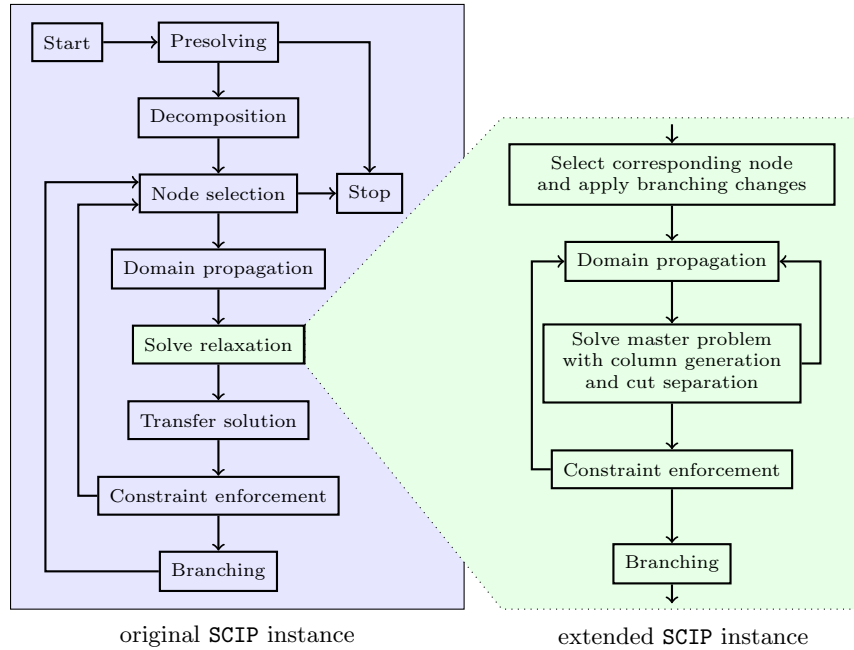 Start
Presolving
Decomposition
Node selection
Stop
Domain propagation
Solve relaxation
Transfer solution
Constraint enforcement
Branching
original SCIP instance
Select corresponding node
and apply branching changes
Domain propagation
Solve master problem
with column generation
and cut separation
Constraint enforcement
Branching
extended SCIP instance